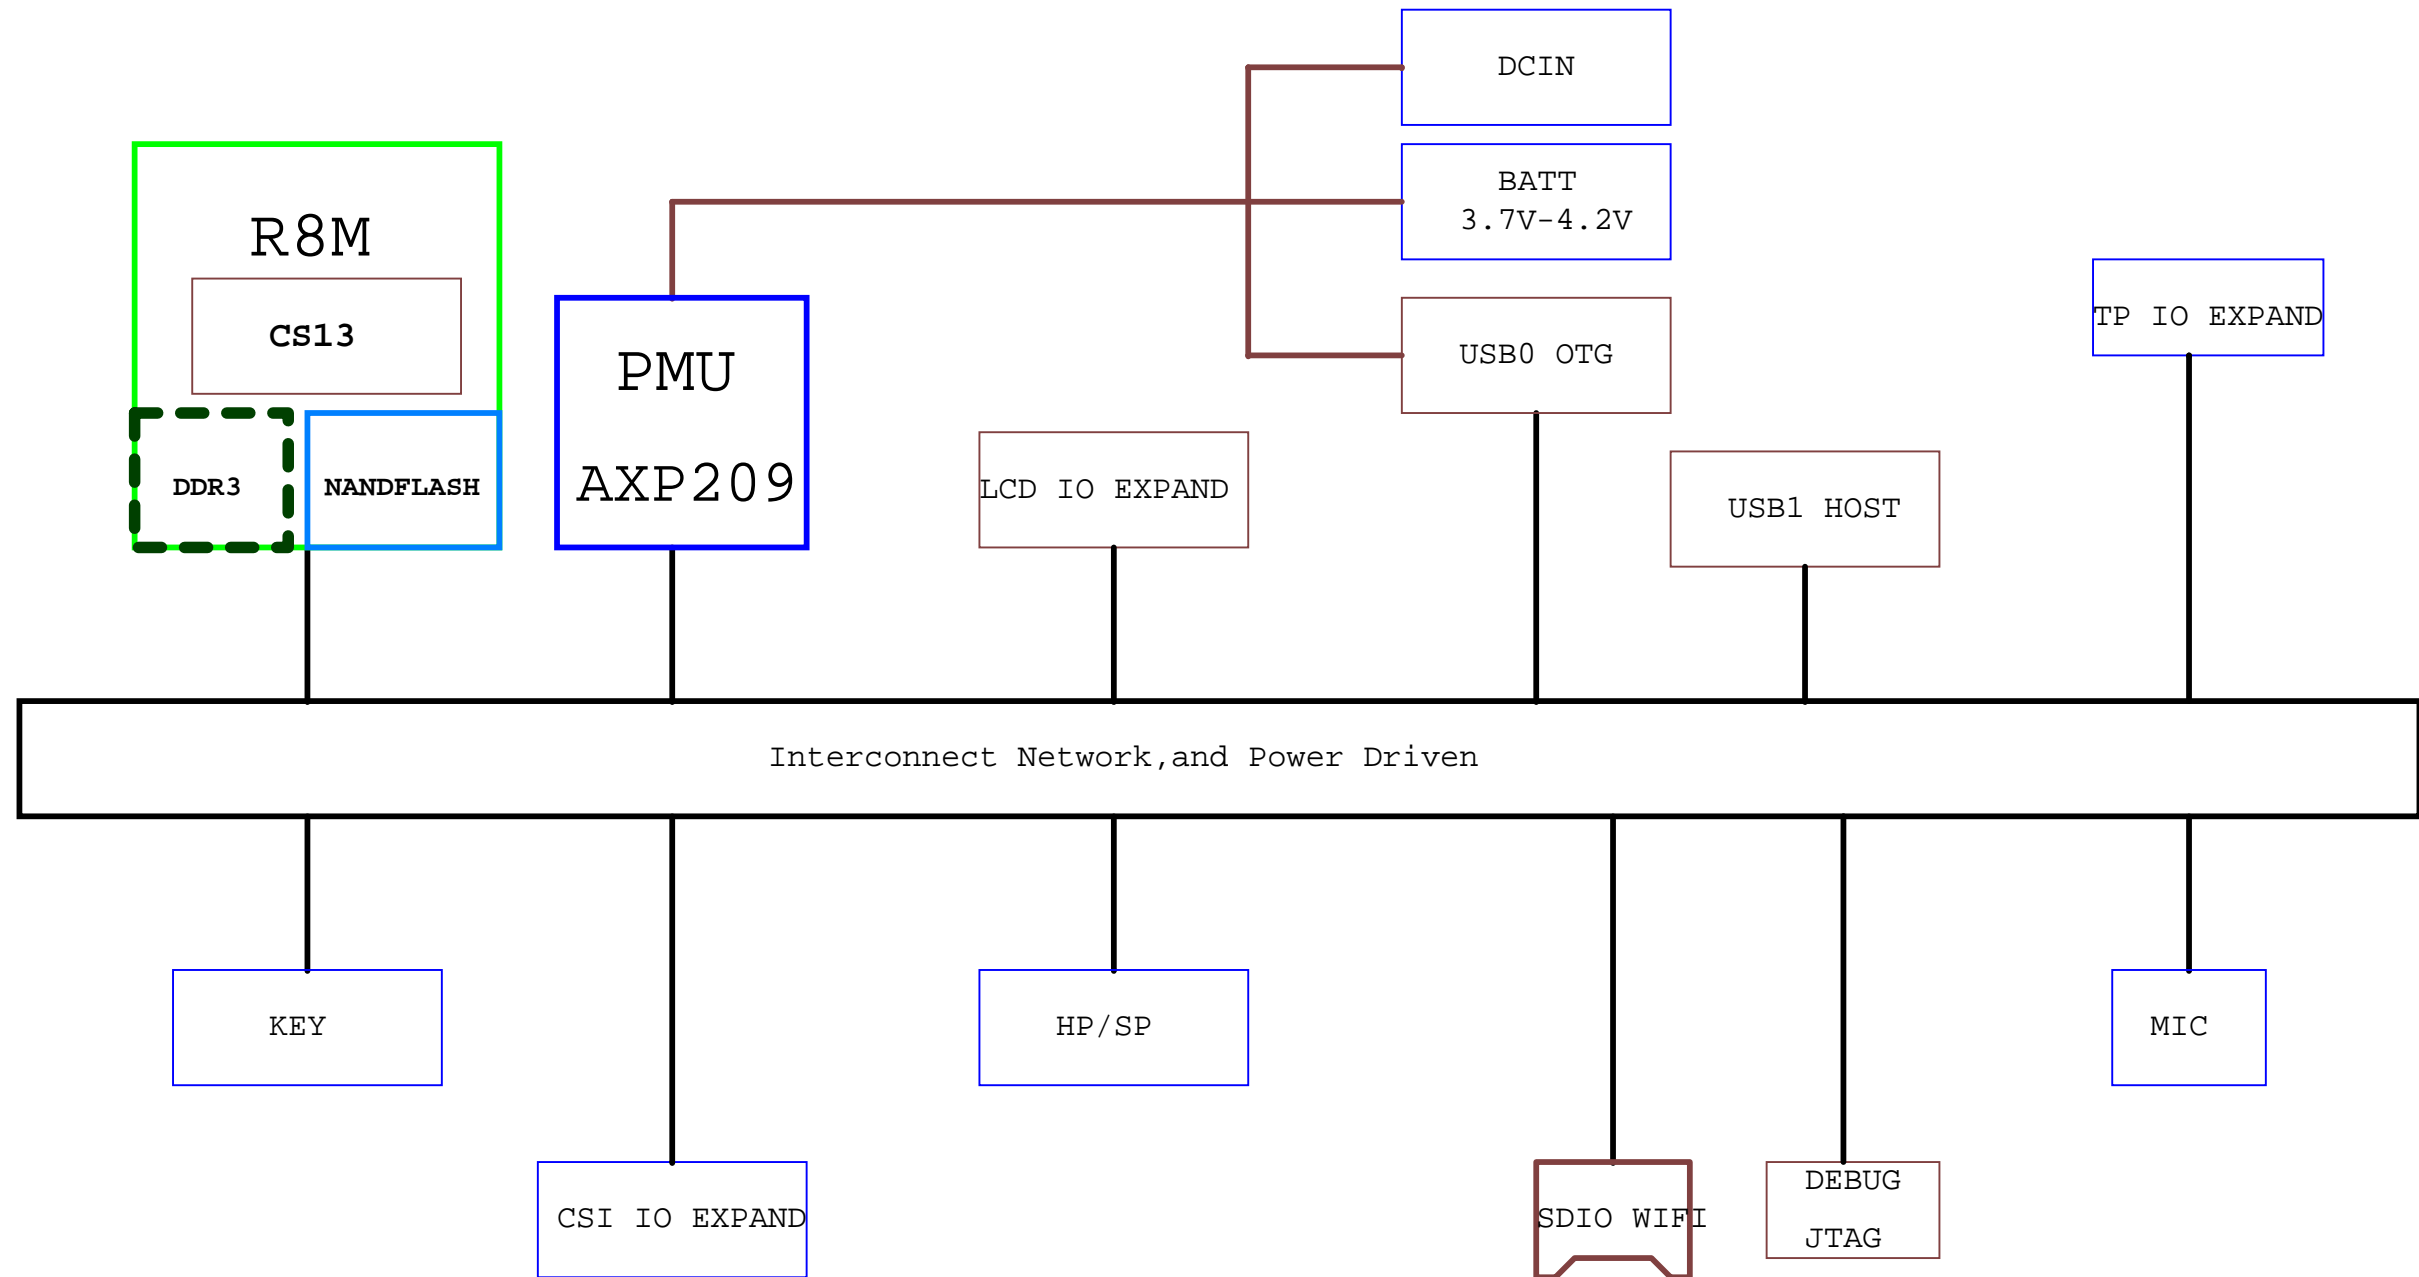 DCIN
BATT
3.7V-4.2V
R8M
TP IO EXPAND
CS13
USB0 OTG
PMU
AXP209
DDR3
NANDFLASH
LCD IO EXPAND
USB1 HOST
Interconnect Network,and Power Driven
KEY
HP/SP
MIC
CSI IO EXPAND
SDIO WIFI
DEBUG
JTAG